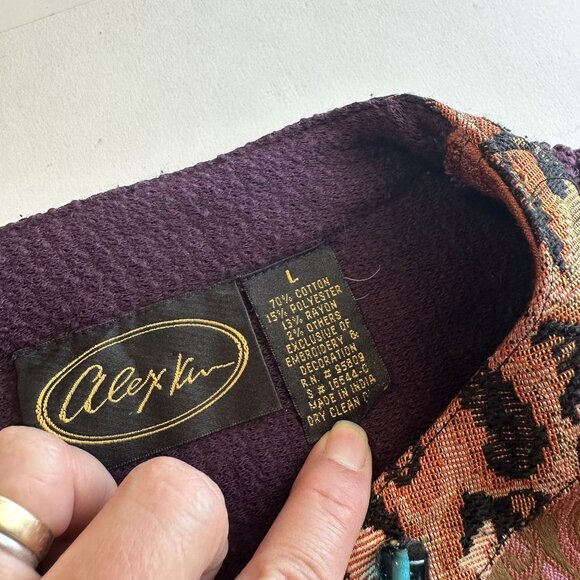 Alex Kim
L
70% COTTON
15% POLYESTER
13% RAYON
2% OTHERS
EXCLUSIVE OF
EMBROIDERY &
DECORATION
R.N. # 95809
S # 16644-C
MADE IN INDIA
DRY CLEAN